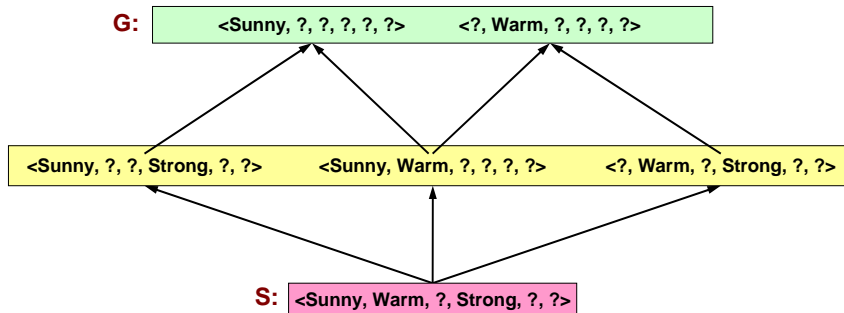 G: <Sunny, ?, ?, ?, ?, ?> <?, Warm, ?, ?, ?, ?>
<Sunny, ?, ?, Strong, ?, ?> <Sunny, Warm, ?, ?, ?, ?> <?, Warm, ?, Strong, ?, ?>
S: <Sunny, Warm, ?, Strong, ?, ?>